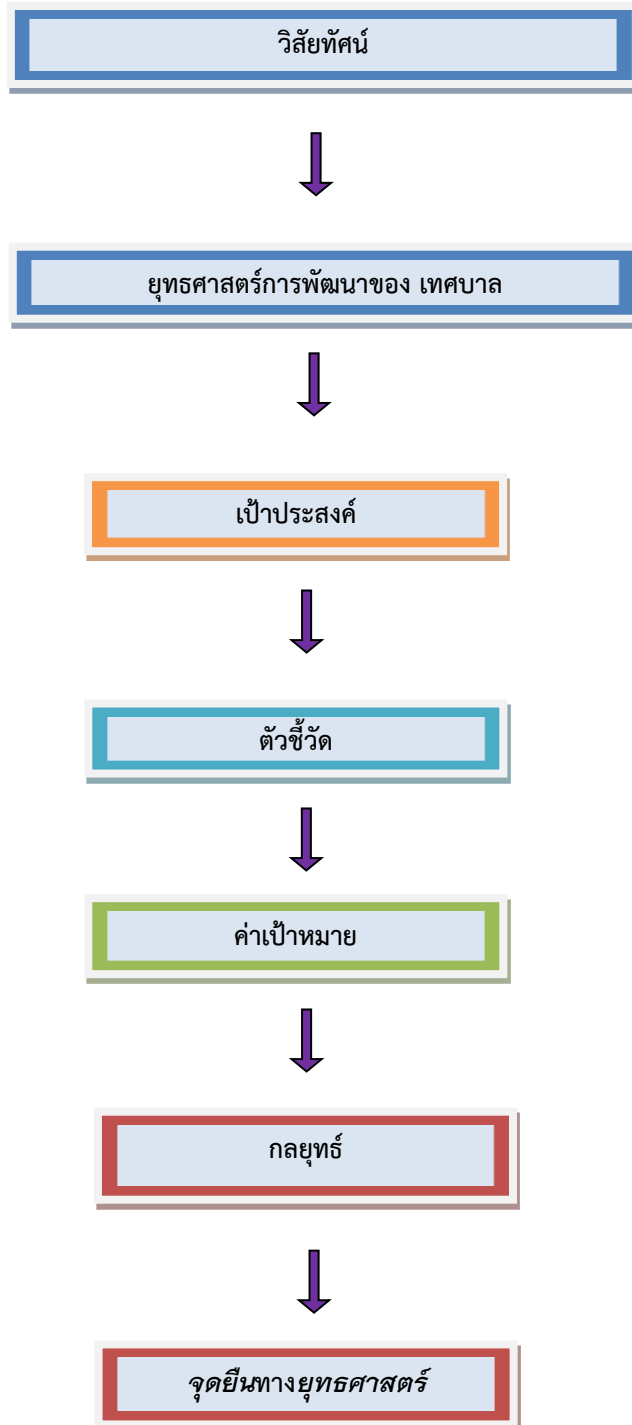 วิสัยทัศน์
ยุทธศาสตร์การพัฒนาของ เทศบาล
เป้าประสงค์
ตัวชี้วัด
ค่าเป้าหมาย
กลยุทธ์
จุดยืนทางยุทธศาสตร์